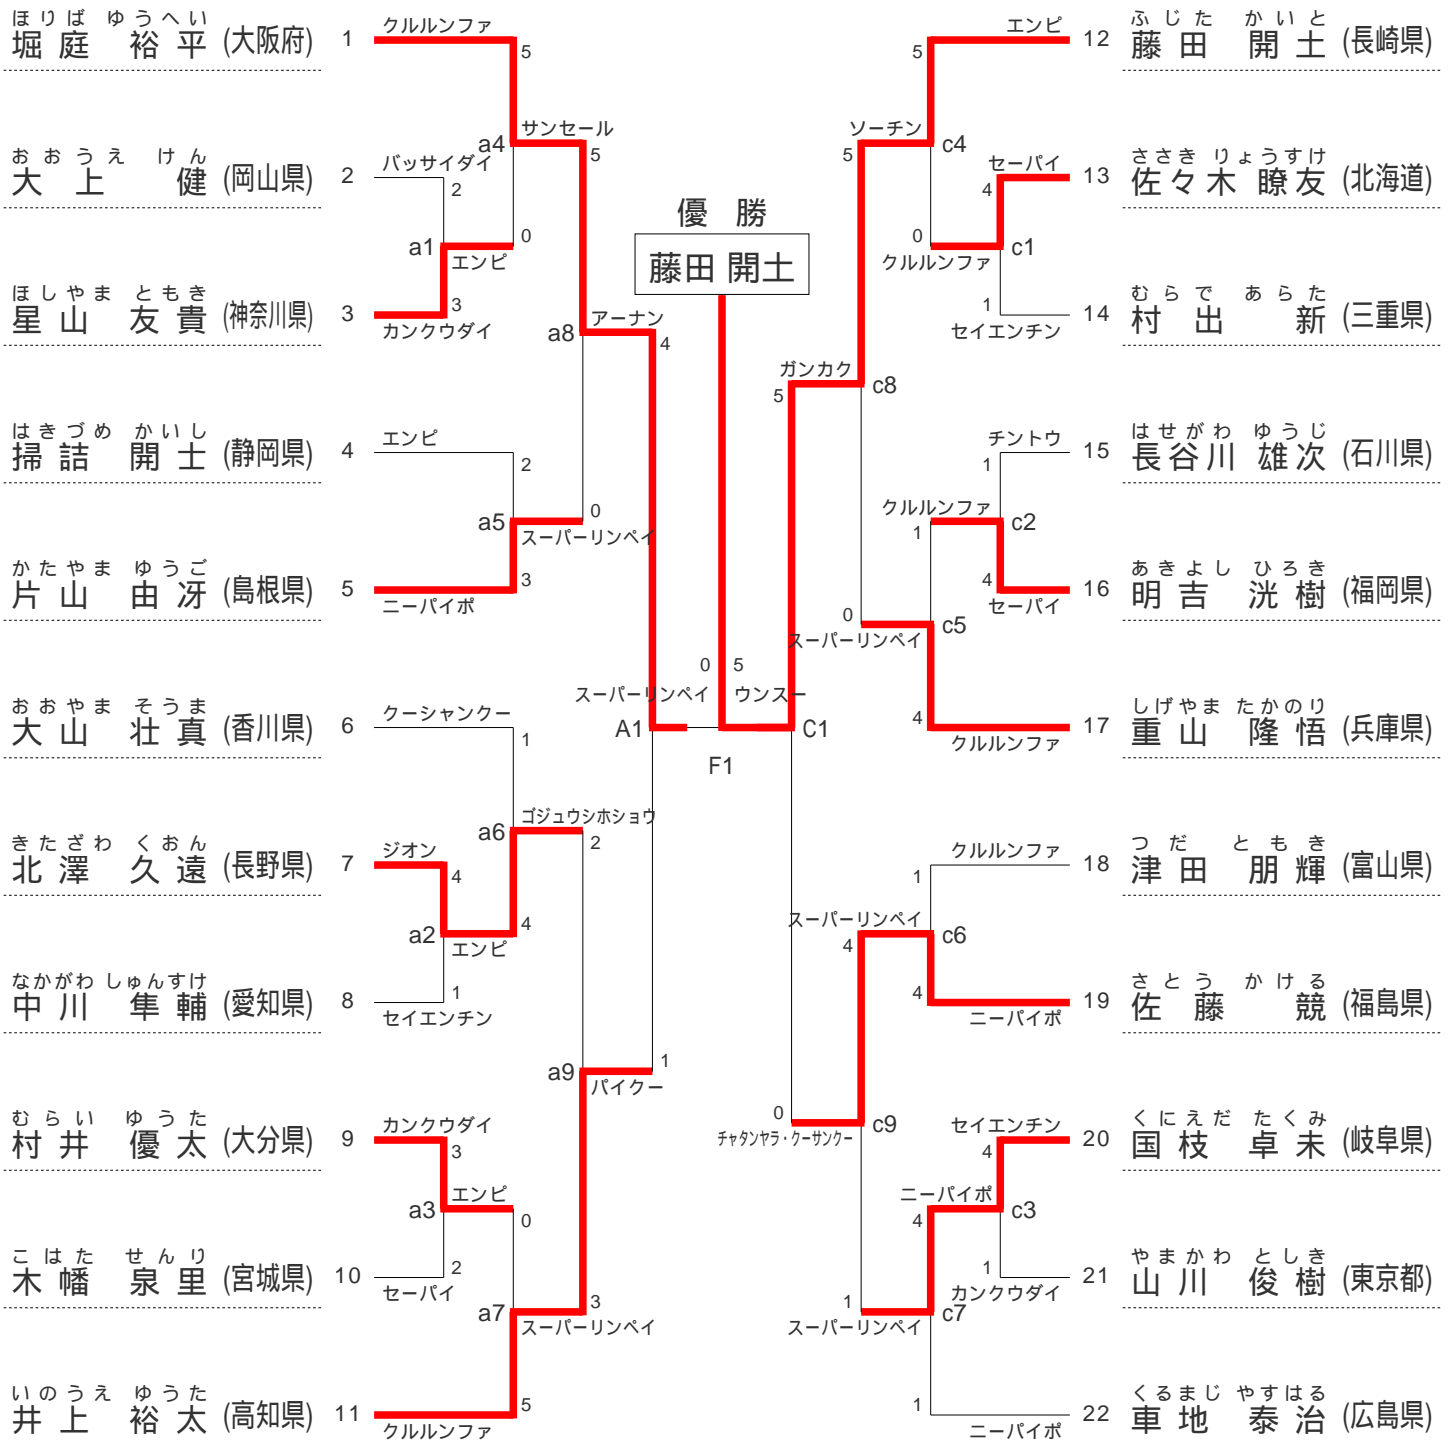 ほりば ゆうへい
堀庭 裕平 (大阪府) 1
クルルンファ
5
おおうえ けん
大上 健 (岡山県) 2
バッサイダイ
2
a1
エンピ
0
3
ほしやま ともき
星山 友貴 (神奈川県) 3
カンクウダイ
a4
サンセール
5
はきづめ かいし
掃詰 開士 (静岡県) 4
エンピ
2
a5
スーパーリンペイ
0
3
かたやま ゆうご
片山 由冴 (島根県) 5
ニーパイポ
a8
アーナン
4
おおやま そうま
大山 壮真 (香川県) 6
クーシャンクー
1
a6
ゴジュウシホショウ
2
きたざわ くおん
北澤 久遠 (長野県) 7
ジオン
4
a2
エンピ
4
1
なかがわ しゅんすけ
中川 隼輔 (愛知県) 8
セイエンチン
a9
パイクー
1
むらい ゆうた
村井 優太 (大分県) 9
カンクウダイ
3
a3
エンピ
0
2
こはた せんり
木幡 泉里 (宮城県) 10
セーパイ
a7
スーパーリンペイ
3
いのうえ ゆうた
井上 裕太 (高知県) 11
クルルンファ
5
優勝
藤田 開士
0 5
スーパーリンペイ ウンスー
A1
F1
C1
エンピ
5
ふじた かいと
12 藤田 開士 (長崎県)
ソーチン
5
c4
セーパイ
4
ささき りょうすけ
13 佐々木 瞭友 (北海道)
0
クルルンファ
c1
1
セイエンチン
むらで あらた
14 村出 新 (三重県)
ガンカク
5
c8
チントウ
1
はせがわ ゆうじ
15 長谷川 雄次 (石川県)
クルルンファ
1
c2
4
セーパイ
あきよし ひろき
16 明吉 洸樹 (福岡県)
0
スーパーリンペイ
c5
4
クルルンファ
しげやま たかのり
17 重山 隆悟 (兵庫県)
クルルンファ
1
つだ ともき
18 津田 朋輝 (富山県)
スーパーリンペイ
4
c6
4
ニーパイポ
さとう かける
19 佐藤 競 (福島県)
0
チャタンヤラ・クーサンクー
c9
セイエンチン
4
くにえだ たくみ
20 国枝 卓未 (岐阜県)
ニーパイポ
4
c3
1
カンクウダイ
やまかわ としき
21 山川 俊樹 (東京都)
1
スーパーリンペイ
c7
1
ニーパイポ
くるまじ やすはる
22 車地 泰治 (広島県)